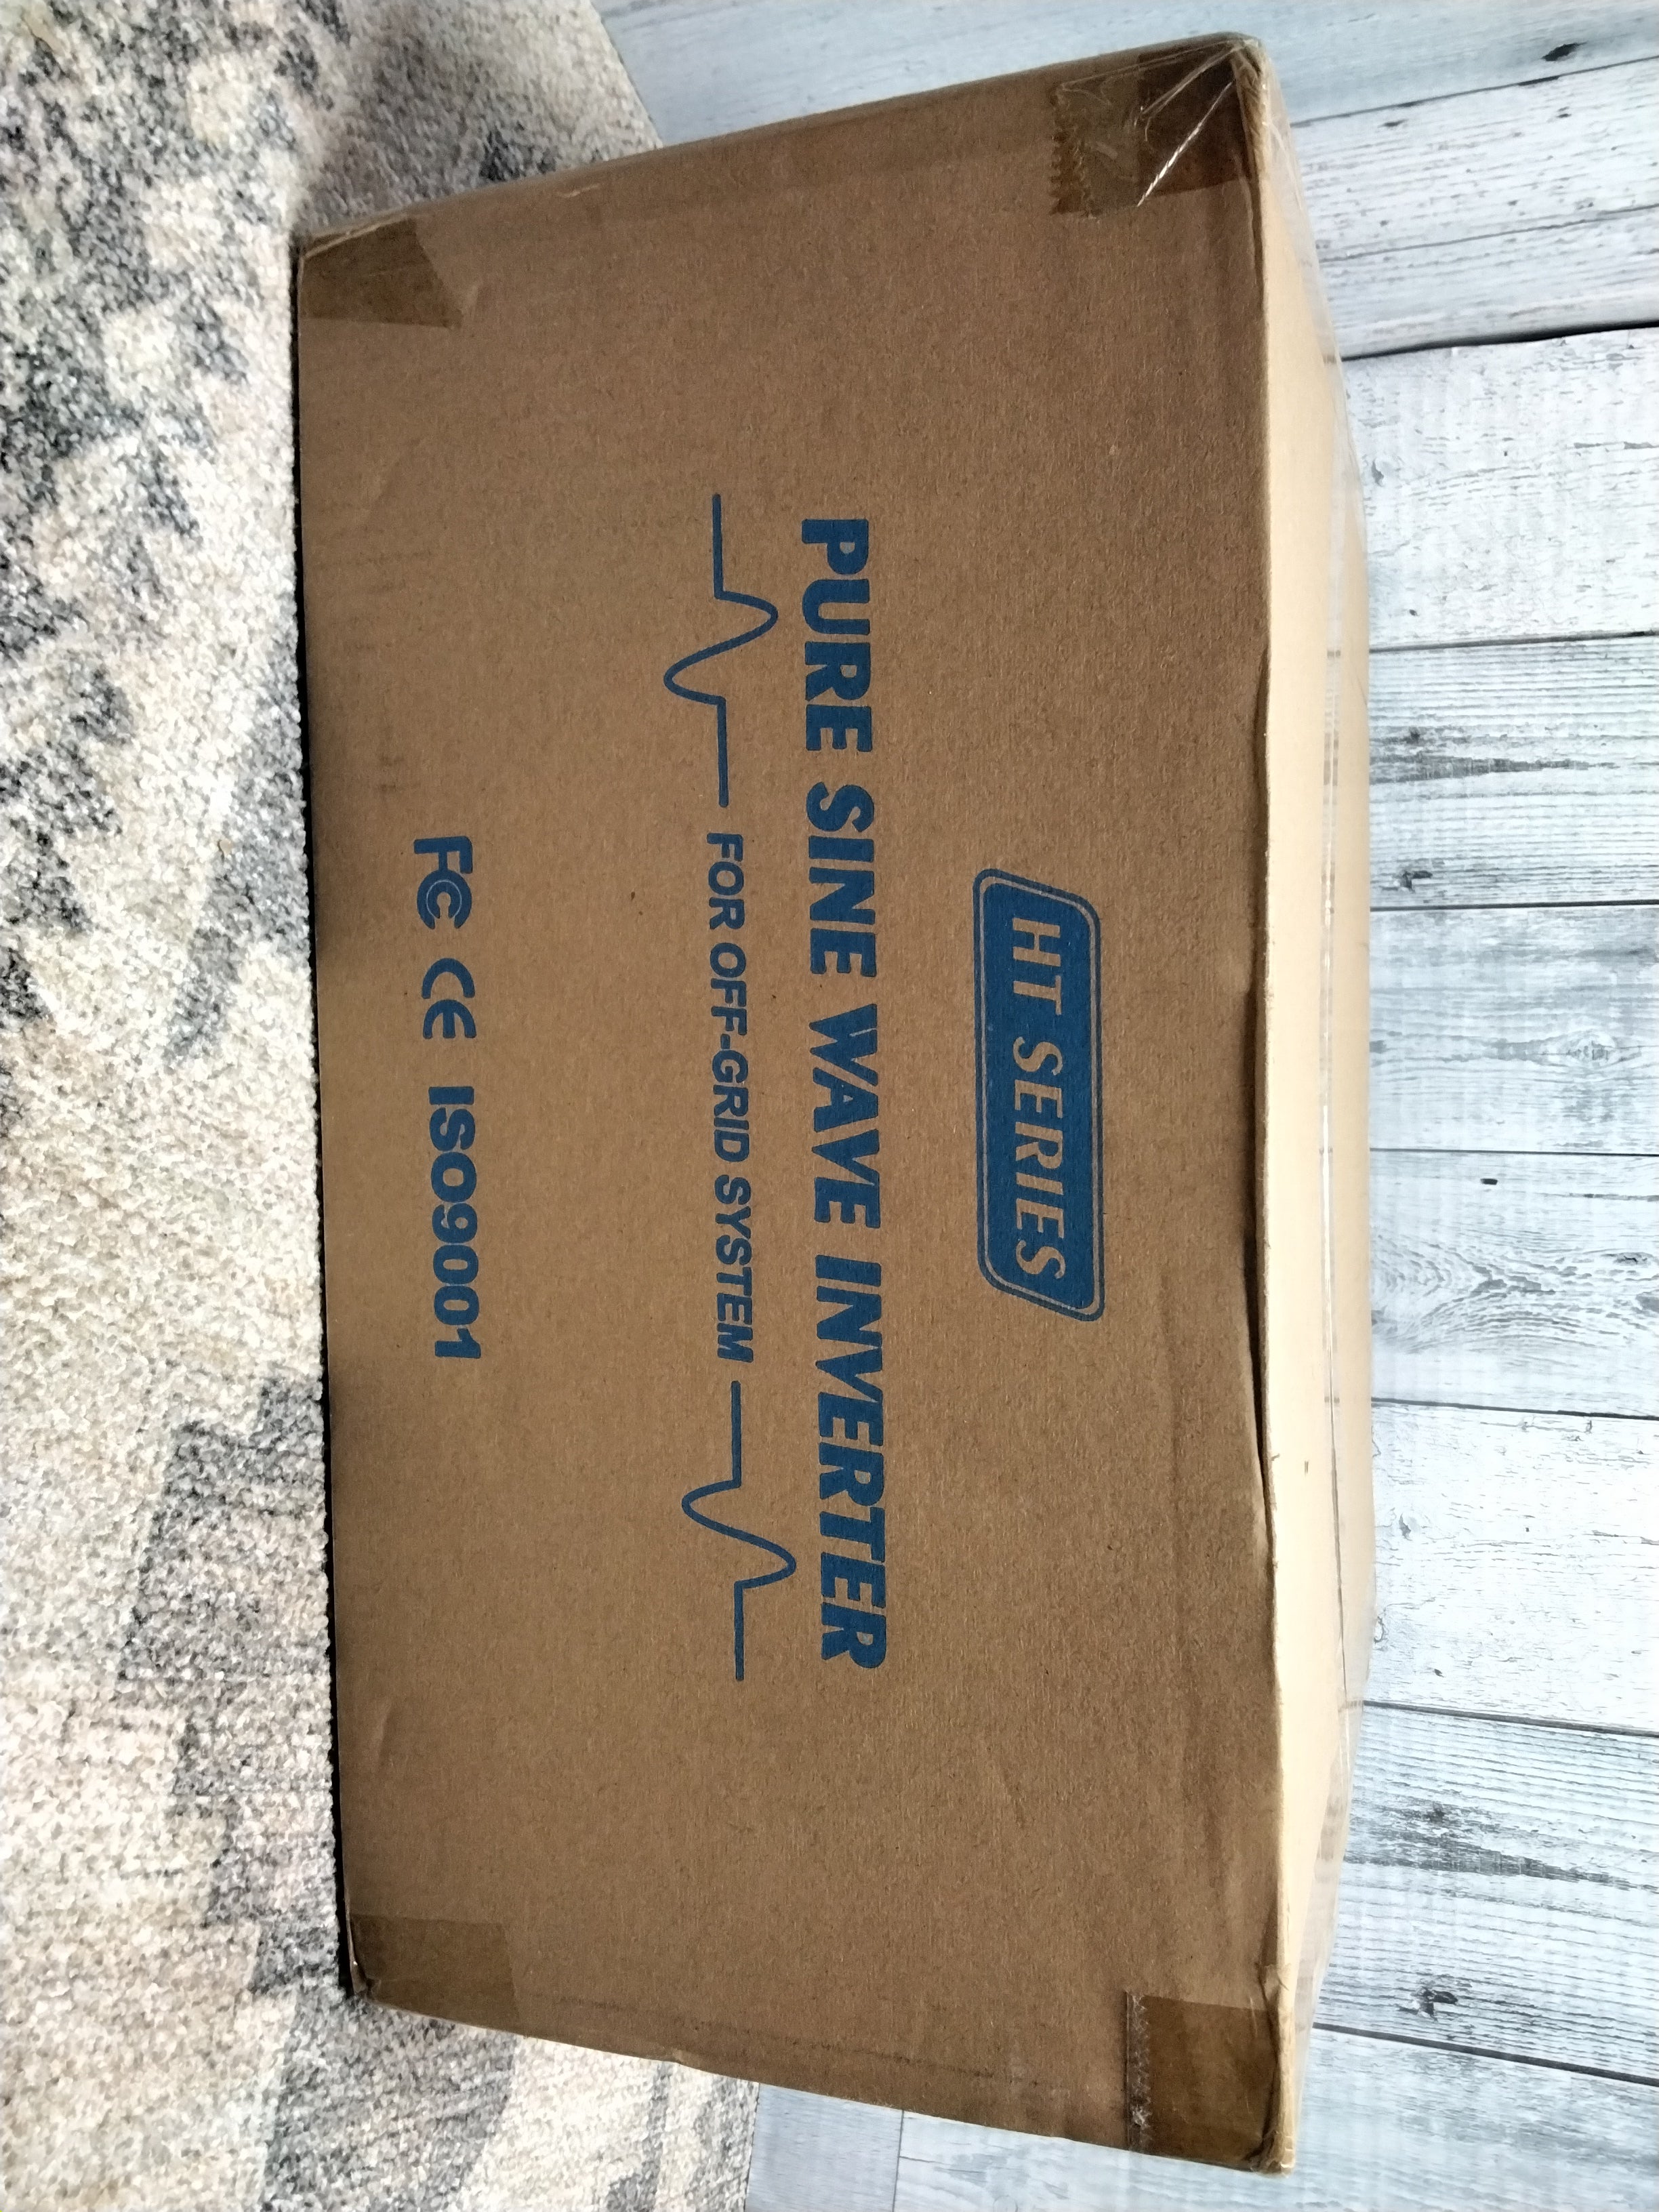 HT SERIES
PURE SINE WAVE INVERTER
FOR OFF-GRID SYSTEM
FC CE ISO9001